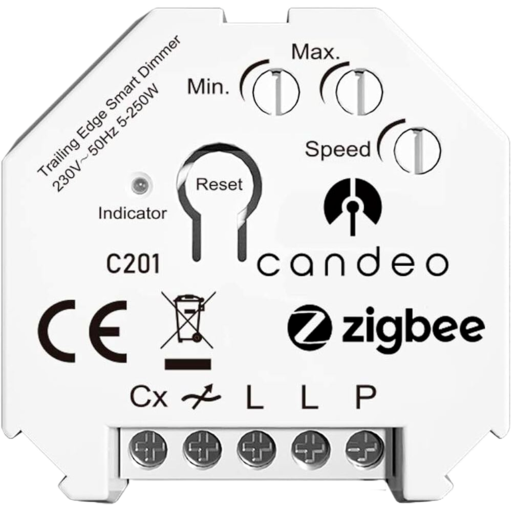 Trailing Edge Smart Dimmer
230V~50Hz 5-250W
Max.
Min.
Speed
Reset
Indicator
C201
candeo
CE
zigbee
Cx L L P